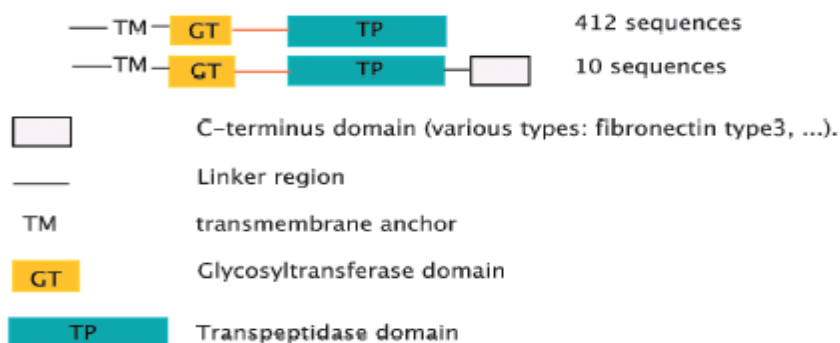 TM GT TP 412 sequences
TM GT TP 10 sequences
C-terminus domain (various types: fibronectin type3, ...).
Linker region
TM transmembrane anchor
GT Glycosyltransferase domain
TP Transpeptidase domain